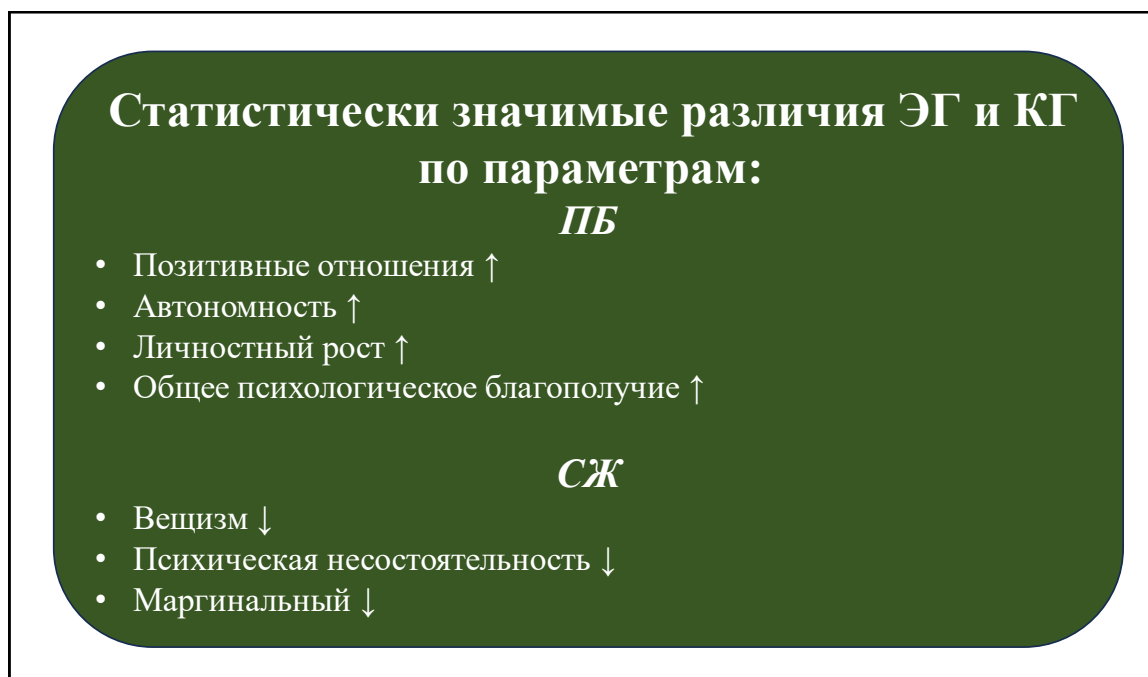 Статистически значимые различия ЭГ и КГ
по параметрам:
ПБ
• Позитивные отношения ↑
• Автономность ↑
• Личностный рост ↑
• Общее психологическое благополучие ↑
СЖ
• Вещизм ↓
• Психическая несостоятельность ↓
• Маргинальный ↓